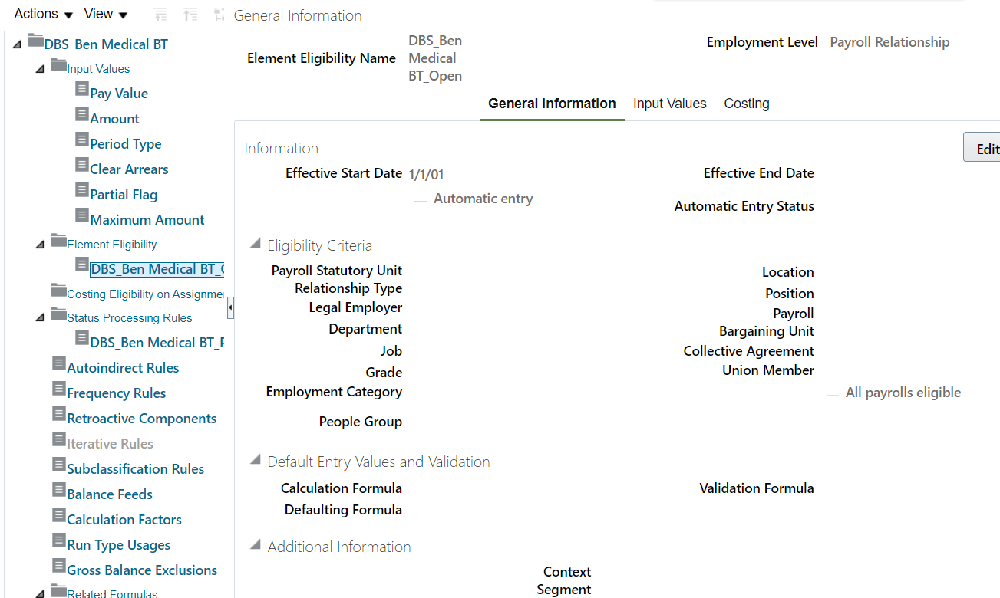 Actions View
DBS_Ben Medical BT
Input Values
Pay Value
Amount
Period Type
Clear Arrears
Partial Flag
Maximum Amount
Element Eligibility
DBS_Ben Medical BT_
Costing Eligibility on Assignme
Status Processing Rules
DBS_Ben Medical BT_
Autoindirect Rules
Frequency Rules
Retroactive Components
Iterative Rules
Subclassification Rules
Balance Feeds
Calculation Factors
Run Type Usages
Gross Balance Exclusions
Related Formulas
General Information
Element Eligibility Name
DBS_Ben
Medical
BT_Open
Employment Level Payroll Relationship
General Information Input Values Costing
Information
Edit
Effective Start Date 1/1/01
Effective End Date
Automatic entry
Automatic Entry Status
Eligibility Criteria
Payroll Statutory Unit
Relationship Type
Legal Employer
Department
Job
Grade
Employment Category
People Group
Location
Position
Payroll
Bargaining Unit
Collective Agreement
Union Member
All payrolls eligible
Default Entry Values and Validation
Calculation Formula
Defaulting Formula
Validation Formula
Additional Information
Context
Segment